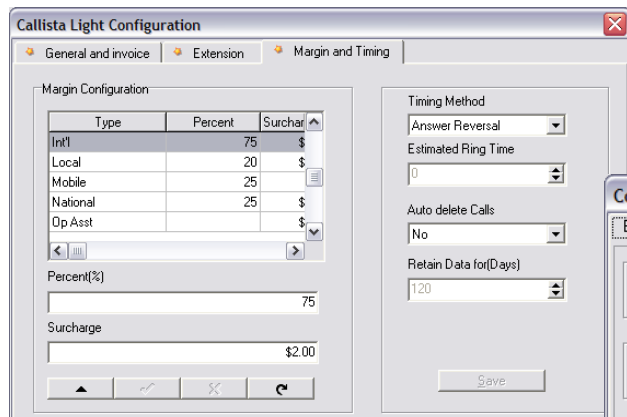 Callista Light Configuration
General and invoice Extension Margin and Timing
Margin Configuration
Type Percent Surchar
Int'l 75 $
Local 20 $
Mobile 25
National 25 $
Op Asst $
Percent(%)
75
Surcharge
$2.00
Timing Method
Answer Reversal
Estimated Ring Time
0
Auto delete Calls
No
Retain Data for(Days)
120
Save